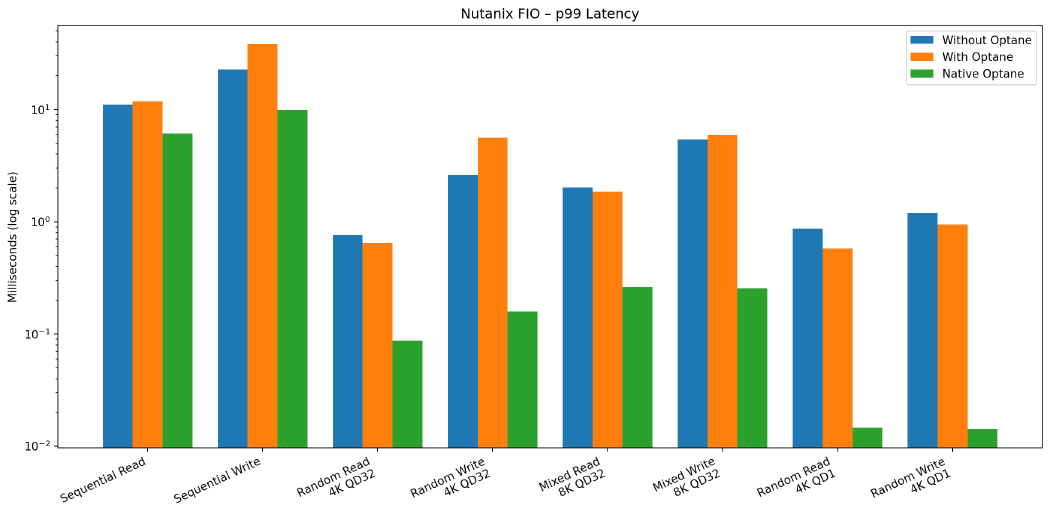 Nutanix FIO – p99 Latency
Without Optane
With Optane
Native Optane
Milliseconds (log scale)
10¹
10⁰
10⁻¹
10⁻²
Sequential Read
Sequential Write
Random Read
4K QD32
Random Write
4K QD32
Mixed Read
8K QD32
Mixed Write
8K QD32
Random Read
4K QD1
Random Write
4K QD1